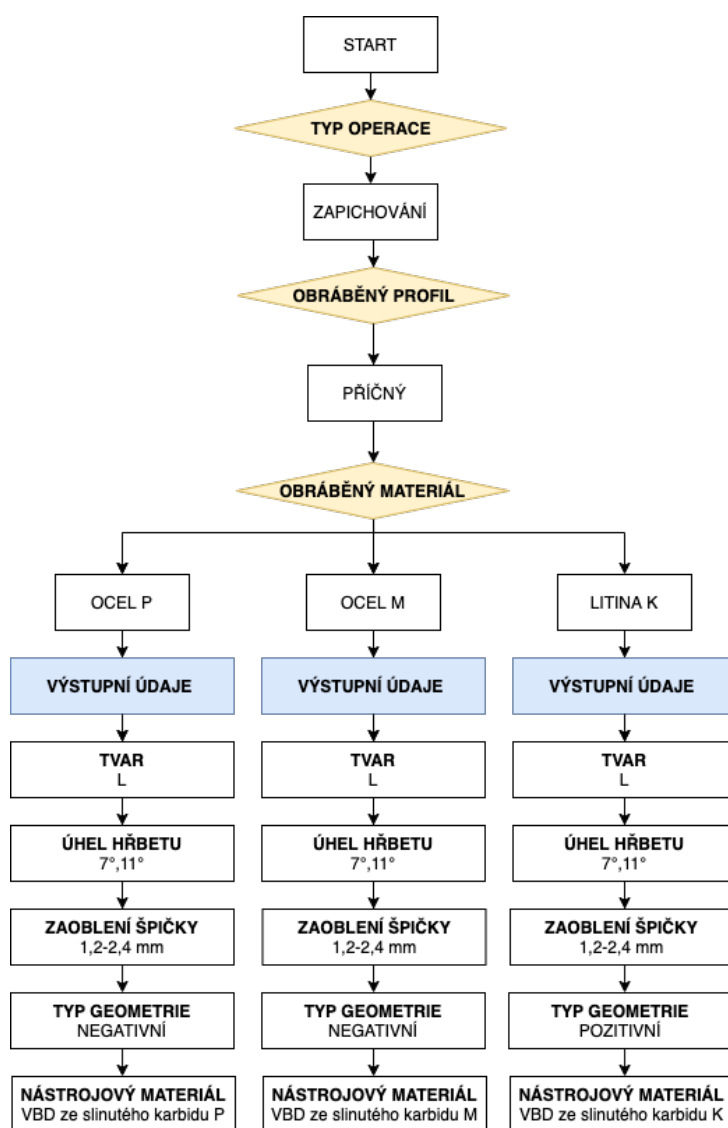 START
TYP OPERACE
ZAPICHOVÁNÍ
OBRÁBĚNÝ PROFIL
PŘÍČNÝ
OBRÁBĚNÝ MATERIÁL
OCEL P
OCEL M
LITINA K
VÝSTUPNÍ ÚDAJE
VÝSTUPNÍ ÚDAJE
VÝSTUPNÍ ÚDAJE
TVAR
L
TVAR
L
TVAR
L
ÚHEL HŘBETU
7°,11°
ÚHEL HŘBETU
7°,11°
ÚHEL HŘBETU
7°,11°
ZAOBLENÍ ŠPIČKY
1,2-2,4 mm
ZAOBLENÍ ŠPIČKY
1,2-2,4 mm
ZAOBLENÍ ŠPIČKY
1,2-2,4 mm
TYP GEOMETRIE
NEGATIVNÍ
TYP GEOMETRIE
NEGATIVNÍ
TYP GEOMETRIE
POZITIVNÍ
NÁSTROJOVÝ MATERIÁL
VBD ze slinutého karbidu P
NÁSTROJOVÝ MATERIÁL
VBD ze slinutého karbidu M
NÁSTROJOVÝ MATERIÁL
VBD ze slinutého karbidu K